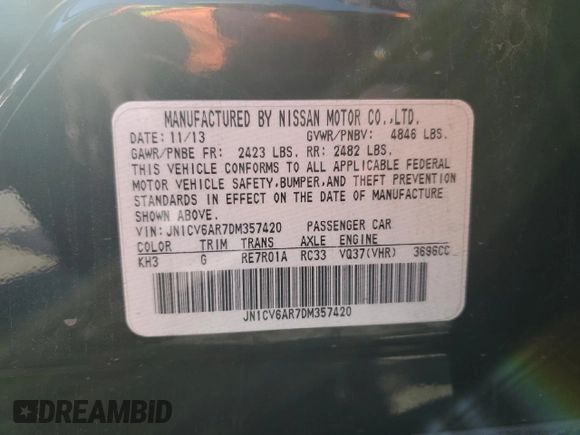 MANUFACTURED BY NISSAN MOTOR CO.,LTD.
DATE: 11/13 GVWR/PNBV: 4846 LBS.
GAWR/PNBE FR: 2423 LBS. RR: 2482 LBS.
THIS VEHICLE CONFORMS TO ALL APPLICABLE FEDERAL
MOTOR VEHICLE SAFETY,BUMPER,AND THEFT PREVENTION
STANDARDS IN EFFECT ON THE DATE OF MANUFACTURE
SHOWN ABOVE.
VIN: JN1CV6AR7DM357420 PASSENGER CAR
COLOR TRIM TRANS AXLE ENGINE
KH3 G RE7R01A RC33 VQ37(VHR) 3696CC
JN1CV6AR7DM357420
DREAMBID